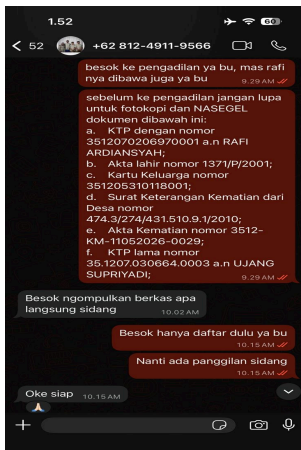 1.52
60
52
+62 812-4911-9566
besok ke pengadilan ya bu, mas rafi
nya dibawa juga ya bu
9.29 AM
sebelum ke pengadilan jangan lupa
untuk fotokopi dan NASEGEL
dokumen dibawah ini:
a. KTP dengan nomor
3512070206970001 o.n RAFI
ARDIANSYAH;
b. Akta lahir nomor 1371/P/2001;
c. Kartu Keluarga nomor
351205310118001;
d. Surat Keterangan Kematian dari
Desa nomor
474.3/274/431.510.9.1/2010;
e. Akta Kematian nomor 3512-
KM-11052026-0029;
f. KTP lama nomor
35.1207.030664.0003 a.n UJANG
SUPRIYADI;
9.29 AM
Besok ngompulkan berkas apa
langsung sidang
10.02 AM
Besok hanya daftar dulu ya bu
10.15 AM
Nanti ada panggilan sidang
10.15 AM
Oke siap
10.15 AM